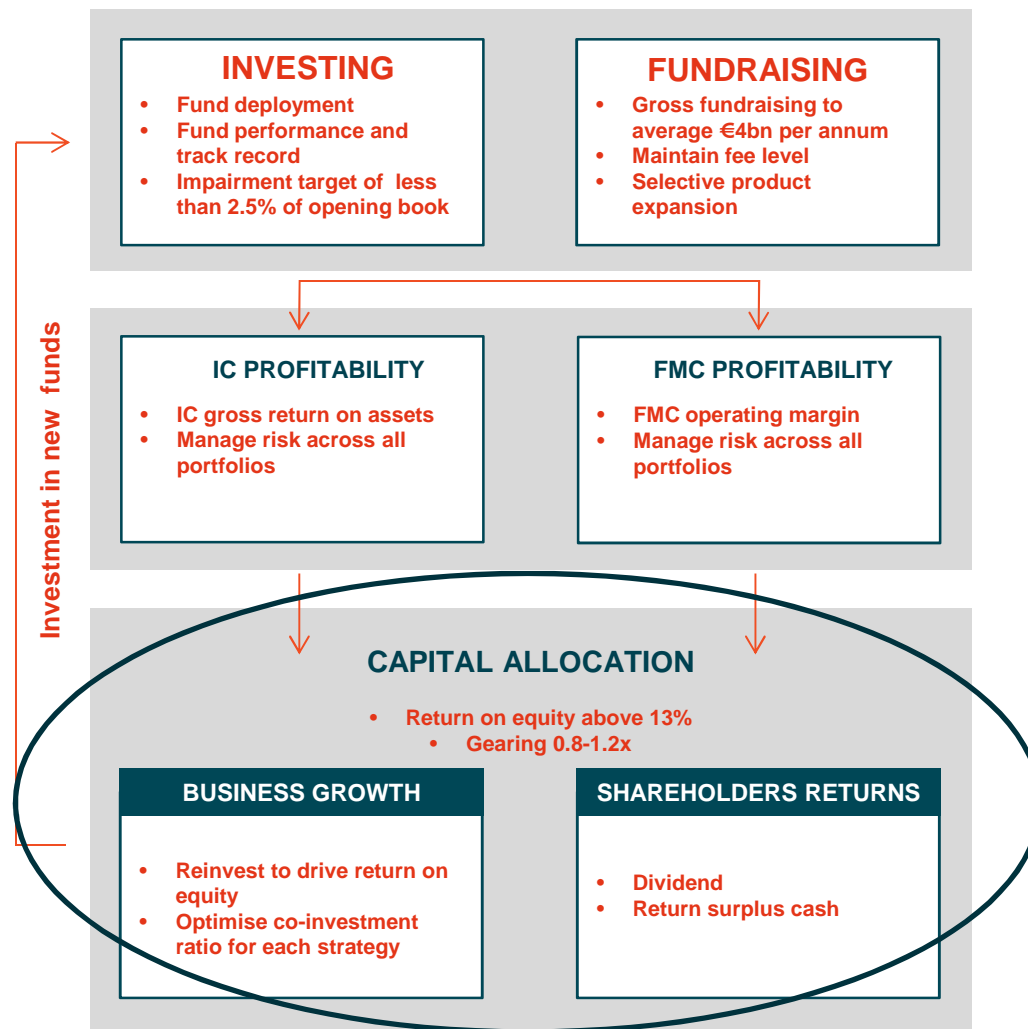 INVESTING
• Fund deployment
• Fund performance and
track record
• Impairment target of less
than 2.5% of opening book
FUNDRAISING
• Gross fundraising to
average €4bn per annum
• Maintain fee level
• Selective product
expansion
Investment in new funds
IC PROFITABILITY
• IC gross return on assets
• Manage risk across all
portfolios
FMC PROFITABILITY
• FMC operating margin
• Manage risk across all
portfolios
CAPITAL ALLOCATION
• Return on equity above 13%
• Gearing 0.8-1.2x
BUSINESS GROWTH
• Reinvest to drive return on
equity
• Optimise co-investment
ratio for each strategy
SHAREHOLDERS RETURNS
• Dividend
• Return surplus cash